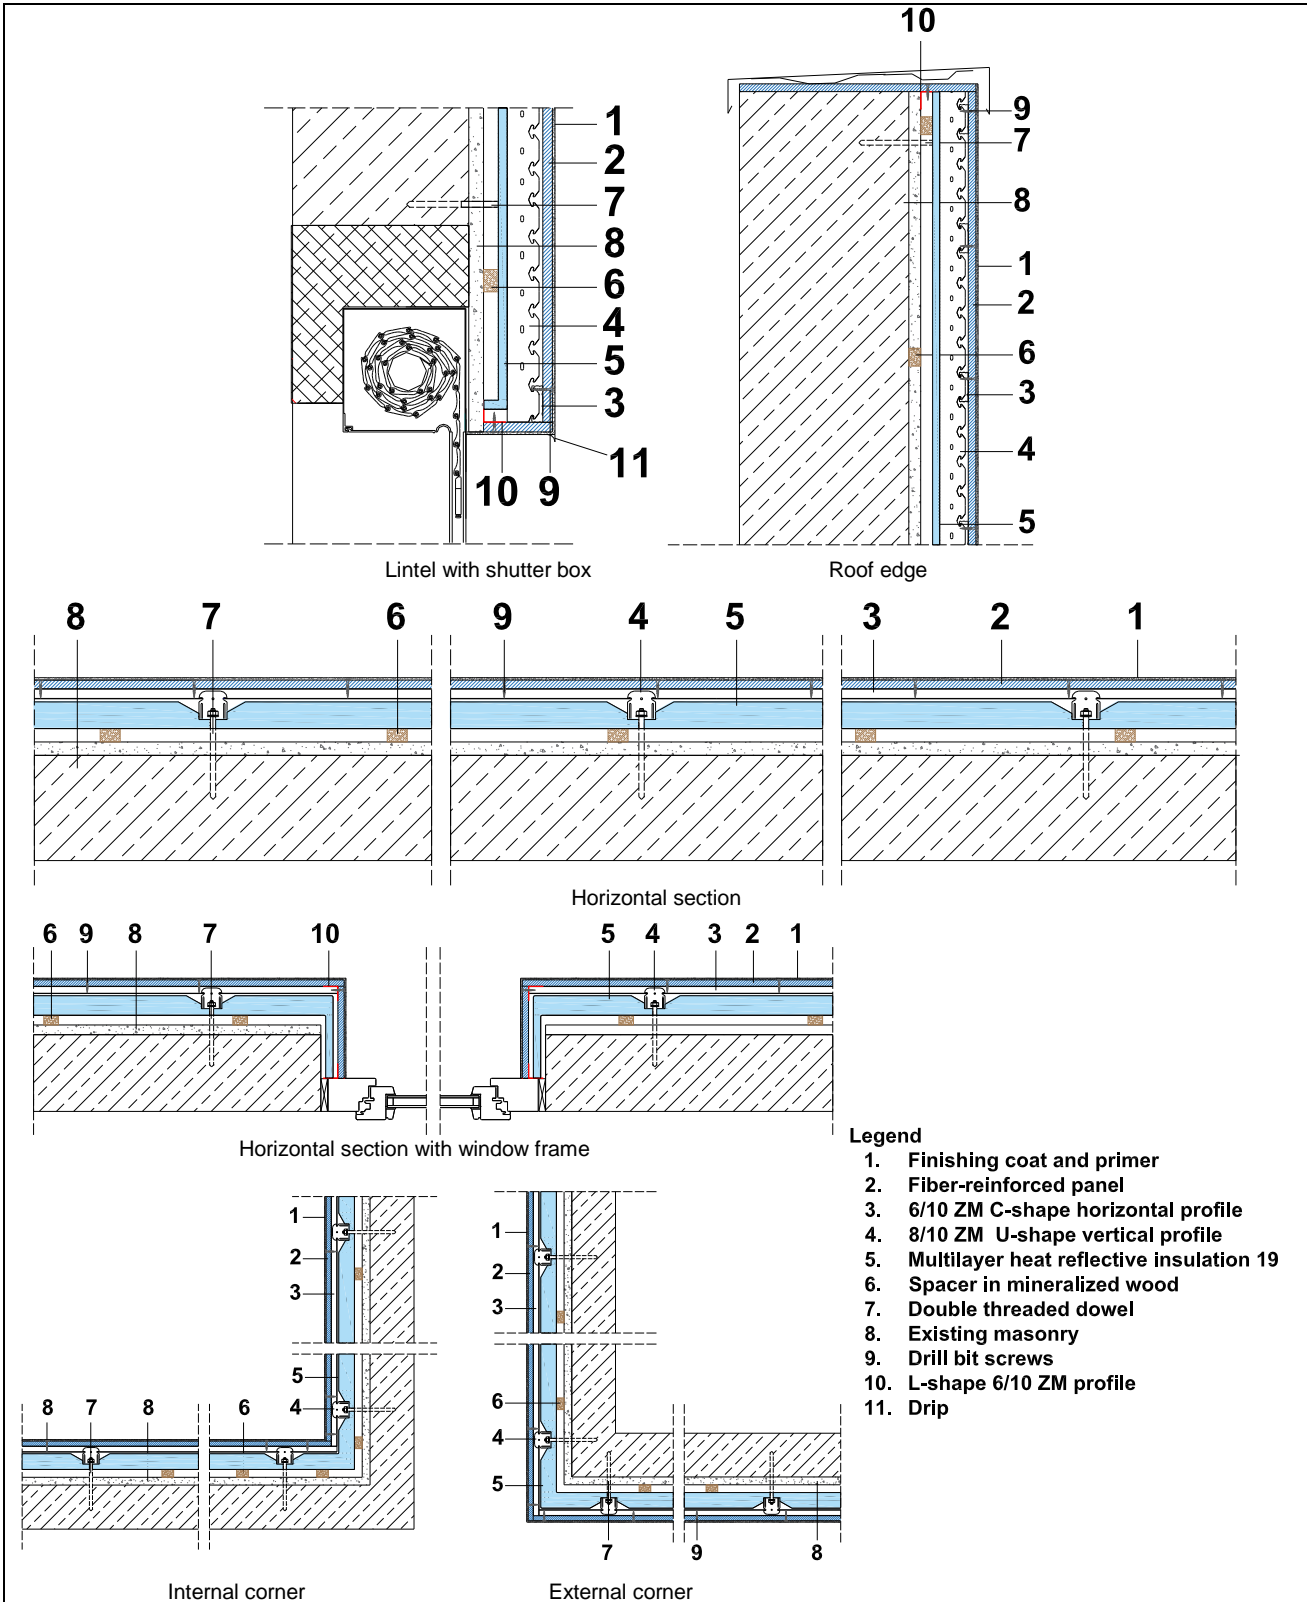 10
1
2
7
8
6
4
5
3
11
10 9
9
7
8
1
2
6
3
4
5
Lintel with shutter box
Roof edge
8 7 6 9 4 5 3 2 1
Horizontal section
6 9 8 7 10 5 4 3 2 1
Horizontal section with window frame
Legend
1. Finishing coat and primer
2. Fiber-reinforced panel
3. 6/10 ZM C-shape horizontal profile
4. 8/10 ZM U-shape vertical profile
5. Multilayer heat reflective insulation 19
6. Spacer in mineralized wood
7. Double threaded dowel
8. Existing masonry
9. Drill bit screws
10. L-shape 6/10 ZM profile
11. Drip
1
2
3
5
4
8 7 8 6
Internal corner
1
2
3
6
4
5
7 9 8
External corner